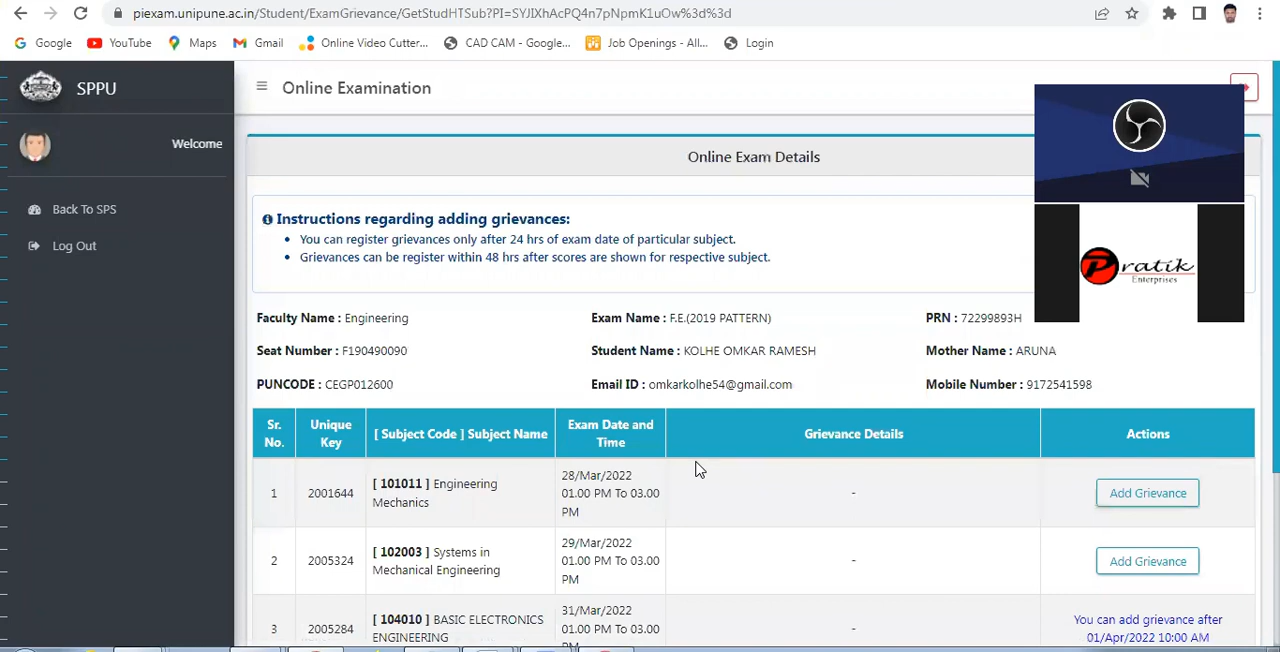 piexam.unipune.ac.in/Student/ExamGrievance/GetStudHTSub?PI=SYJIXhAcPQ4n7pNpmK1uOw%3d%3d
Google YouTube Maps Gmail Online Video Cutter... CAD CAM - Google... Job Openings - All... Login
SPPU
Online Examination
Welcome
Online Exam Details
Back To SPS
Log Out
Instructions regarding adding grievances:
• You can register grievances only after 24 hrs of exam date of particular subject.
• Grievances can be register within 48 hrs after scores are shown for respective subject.
Pratik
Enterprises
Faculty Name : Engineering Exam Name : F.E.(2019 PATTERN) PRN : 72299893H
Seat Number : F190490090 Student Name : KOLHE OMKAR RAMESH Mother Name : ARUNA
PUNCODE : CEGP012600 Email ID : omkarkolhe54@gmail.com Mobile Number : 9172541598
Sr. No. Unique Key [ Subject Code ] Subject Name Exam Date and Time Grievance Details Actions
1 2001644 [ 101011 ] Engineering Mechanics 28/Mar/2022 01.00 PM To 03.00 PM - Add Grievance
2 2005324 [ 102003 ] Systems in Mechanical Engineering 29/Mar/2022 01.00 PM To 03.00 PM - Add Grievance
3 2005284 [ 104010 ] BASIC ELECTRONICS ENGINEERING 31/Mar/2022 01.00 PM To 03.00 PM - You can add grievance after 01/Apr/2022 10:00 AM